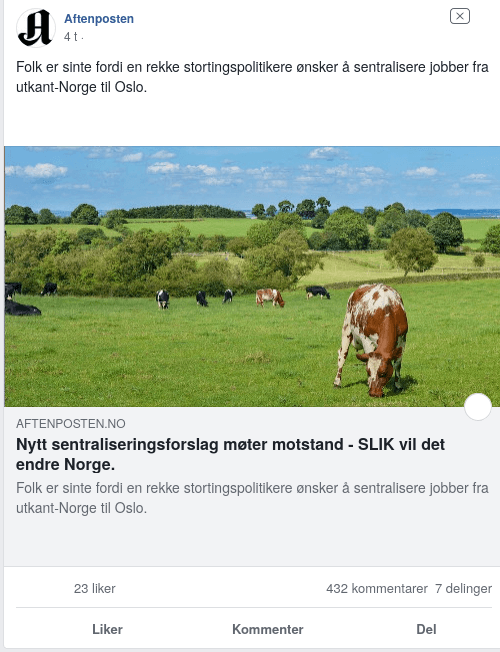 Aftenposten
4 t ·
Folk er sinte fordi en rekke stortingspolitikere ønsker å sentralisere jobber fra
utkant-Norge til Oslo.
AFTENPOSTEN.NO
Nytt sentraliseringsforslag møter motstand - SLIK vil det
endre Norge.
Folk er sinte fordi en rekke stortingspolitikere ønsker å sentralisere jobber fra
utkant-Norge til Oslo.
23 liker 432 kommentarer 7 delinger
Liker Kommenter Del